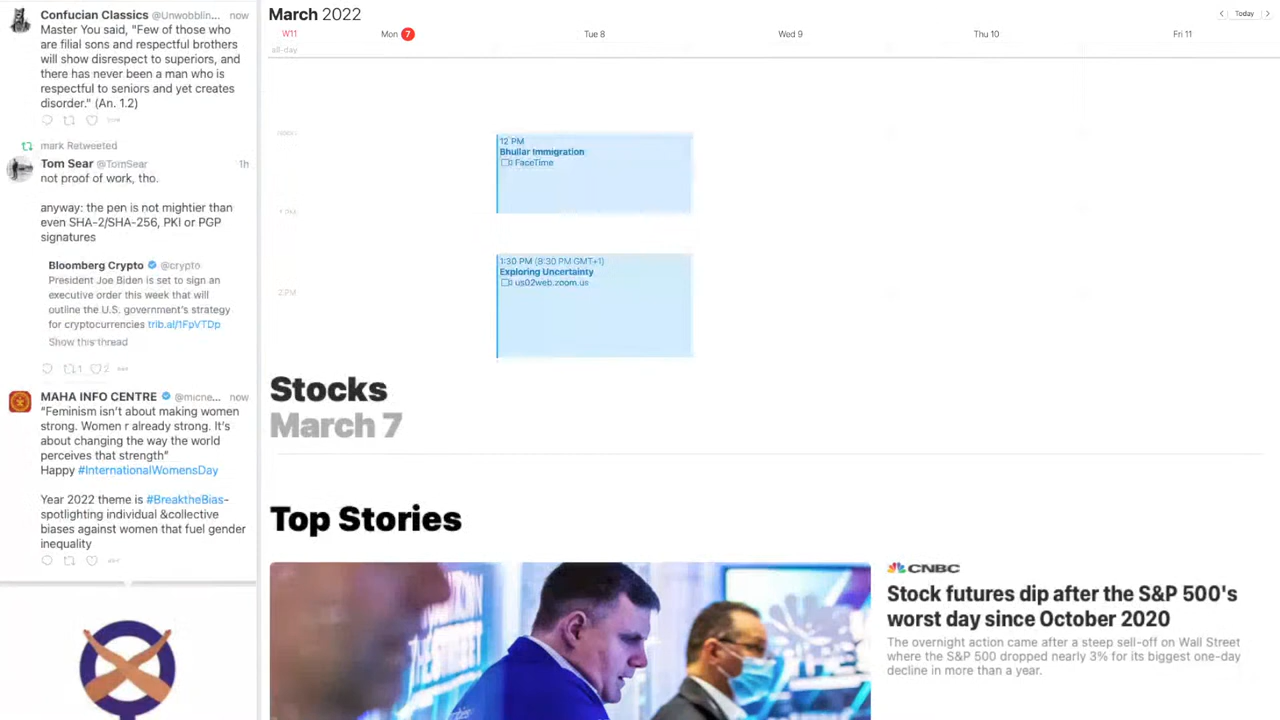 Confucian Classics @Unwobblin... now
Master You said, "Few of those who
are filial sons and respectful brothers
will show disrespect to superiors, and
there has never been a man who is
respectful to seniors and yet creates
disorder." (An. 1.2)
mark Retweeted
Tom Sear @TomSear 1h
not proof of work, tho.
anyway: the pen is not mightier than
even SHA-2/SHA-256, PKI or PGP
signatures
Bloomberg Crypto @crypto
President Joe Biden is set to sign an
executive order this week that will
outline the U.S. government's strategy
for cryptocurrencies trib.al/1FpVTDp
Show this thread
1 2
MAHA INFO CENTRE @micne... now
“Feminism isn't about making women
strong. Women r already strong. It's
about changing the way the world
perceives that strength”
Happy #InternationalWomensDay
Year 2022 theme is #BreaktheBias-
spotlighting individual &collective
biases against women that fuel gender
inequality
March 2022
Today
W11 Mon 7 Tue 8 Wed 9 Thu 10 Fri 11
all-day
12 PM
Bhullar Immigration
FaceTime
1:30 PM (8:30 PM GMT+1)
Exploring Uncertainty
us02web.zoom.us
2 PM
Stocks
March 7
Top Stories
CNBC
Stock futures dip after the S&P 500's
worst day since October 2020
The overnight action came after a steep sell-off on Wall Street
where the S&P 500 dropped nearly 3% for its biggest one-day
decline in more than a year.